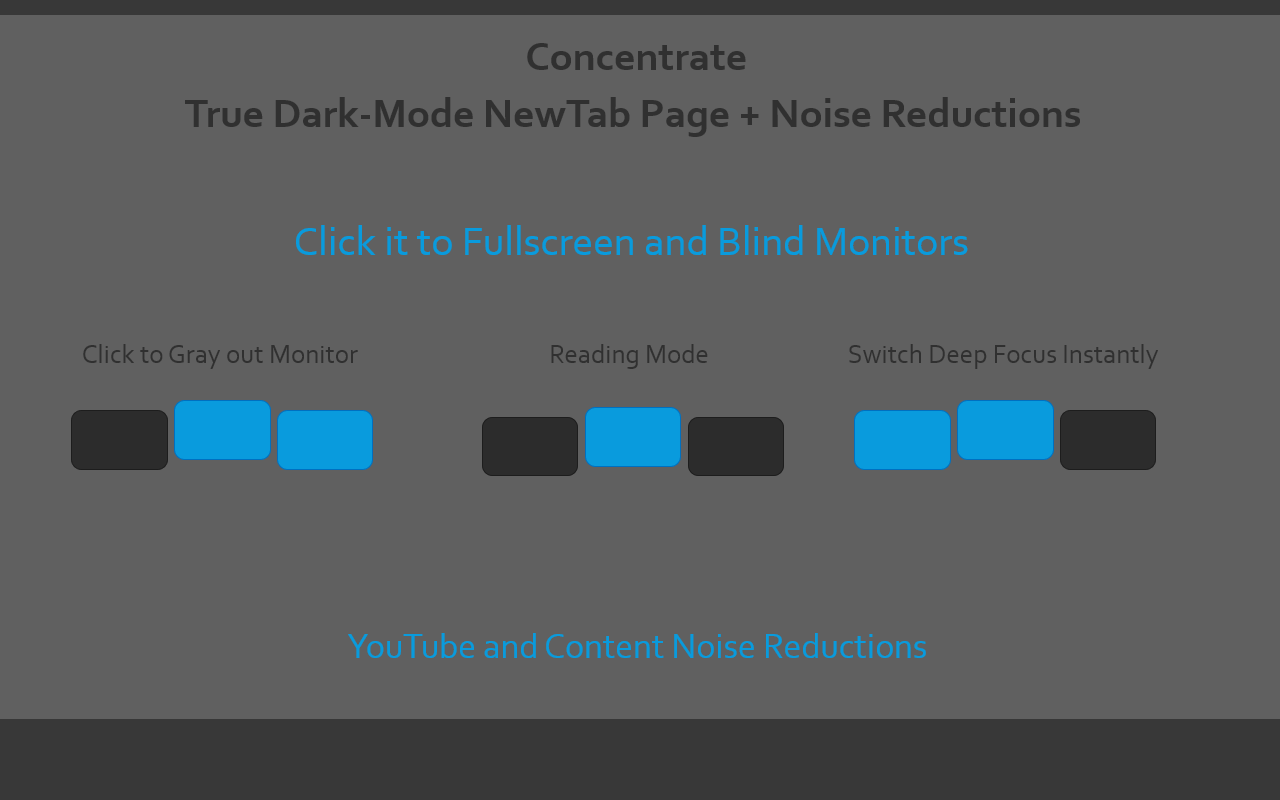 Concentrate
True Dark-Mode NewTab Page + Noise Reductions
Click it to Fullscreen and Blind Monitors
Click to Gray out Monitor
Reading Mode
Switch Deep Focus Instantly
YouTube and Content Noise Reductions